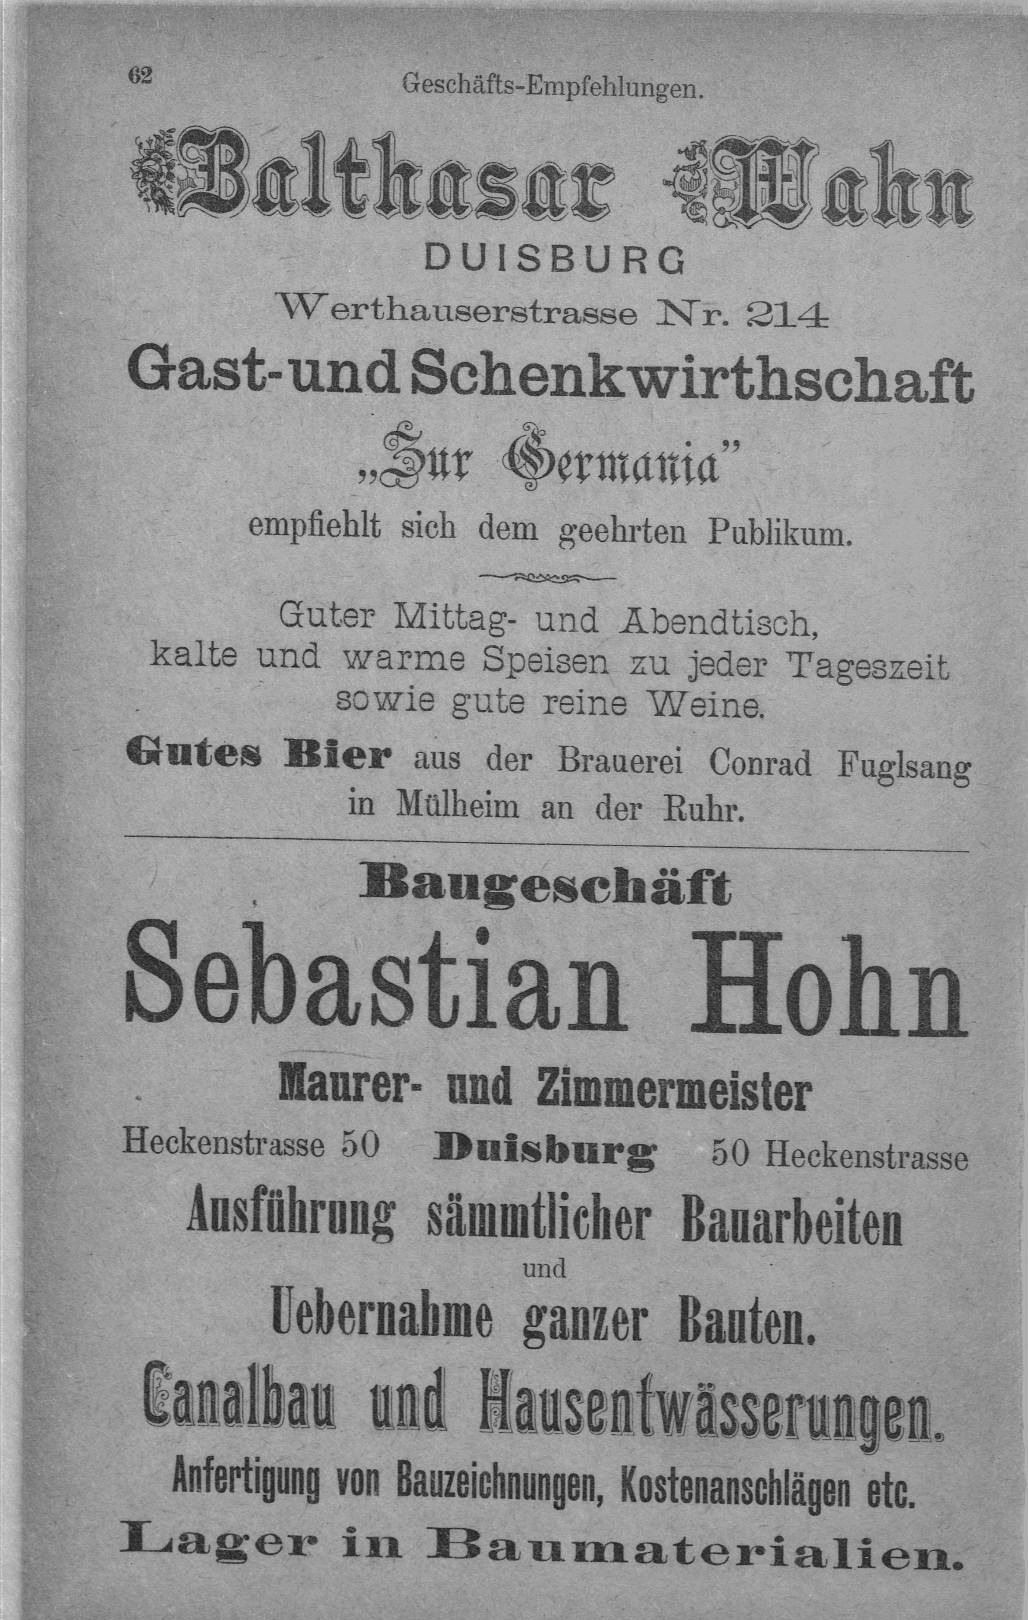 62
Geschäfts-Empfehlungen.
Balthasar Wahn
DUISBURG
Werthauserstrasse Nr. 214
Gast- und Schenkwirthschaft
„Zur Germania”
empfiehlt sich dem geehrten Publikum.
Guter Mittag- und Abendtisch,
kalte und warme Speisen zu jeder Tageszeit
sowie gute reine Weine.
Gutes Bier aus der Brauerei Conrad Fuglsang
in Mülheim an der Ruhr.
Baugeschäft
Sebastian Hohn
Maurer- und Zimmermeister
Heckenstrasse 50 Duisburg 50 Heckenstrasse
Ausführung sämmtlicher Bauarbeiten
und
Uebernahme ganzer Bauten.
Canalbau und Hausentwässerungen.
Anfertigung von Bauzeichnungen, Kostenanschlägen etc.
Lager in Baumaterialien.